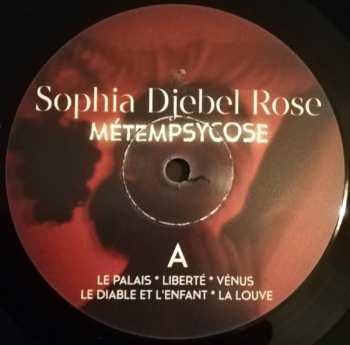 Sophia Djebel Rose
MÉTEMPSYCOSE
A
LE PALAIS * LIBERTÉ * VÉNUS
LE DIABLE ET L'ENFANT * LA LOUVE